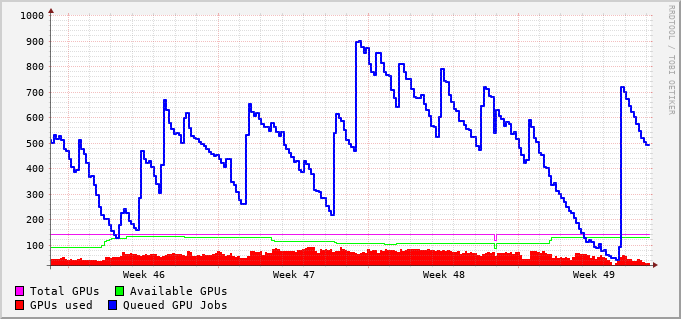 1000
900
800
700
600
500
400
300
200
100
Week 46 Week 47 Week 48 Week 49
Total GPUs Available GPUs
GPUs used Queued GPU Jobs
RRDTOOL / TOBI OETIKER